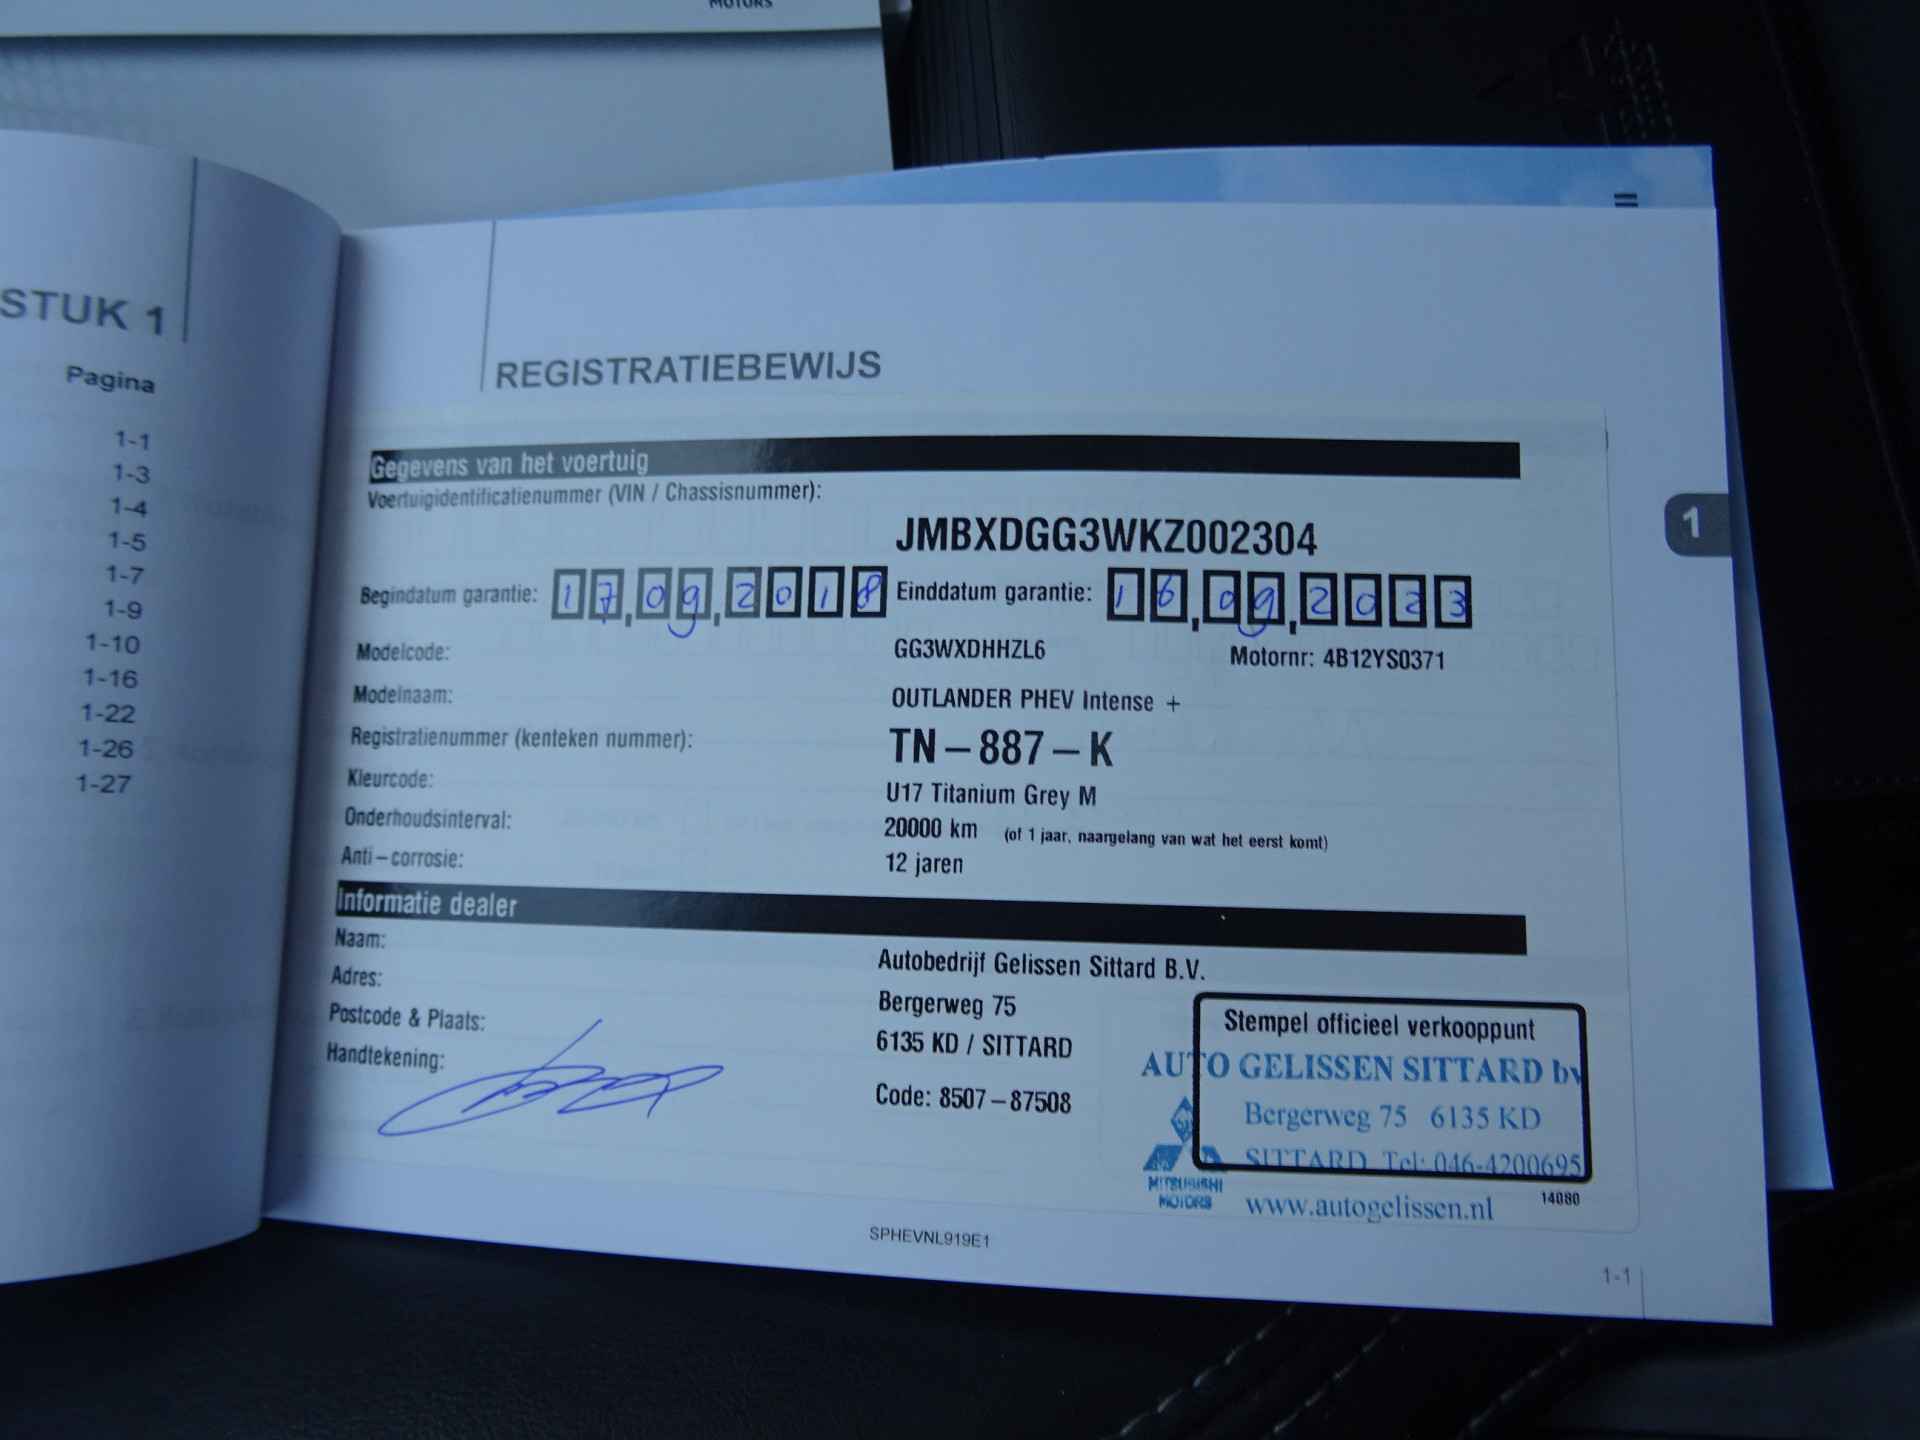 MOTORS
STUK 1
Pagina
1-1
1-3
1-4
1-5
1-7
1-9
1-10
1-16
1-22
1-26
1-27
REGISTRATIEBEWIJS
Gegevens van het voertuig
Voertuigidentificatienummer (VIN / Chassisnummer):
JMBXDGG3WKZ002304
Begindatum garantie: 17,09,2018 Einddatum garantie: 16,09,2023
Modelcode: GG3WXDHHZL6 Motornr: 4B12YS0371
Modelnaam: OUTLANDER PHEV Intense +
Registratienummer (kenteken nummer): TN-887-K
Kleurcode: U17 Titanium Grey M
Onderhoudsinterval: 20000 km (of 1 jaar, naargelang van wat het eerst komt)
Anti-corrosie: 12 jaren
Informatie dealer
Naam: Autobedrijf Gelissen Sittard B.V.
Adres: Bergerweg 75
Postcode & Plaats: 6135 KD / SITTARD
Handtekening:
Code: 8507-87508
Stempel officieel verkooppunt
AUTO GELISSEN SITTARD bv
Bergerweg 75 6135 KD
SITTARD Tel: 046-4200695
MITSUBISHI
MOTORS
www.autogelissen.nl
14080
SPHEVNL919E1
1-1
1